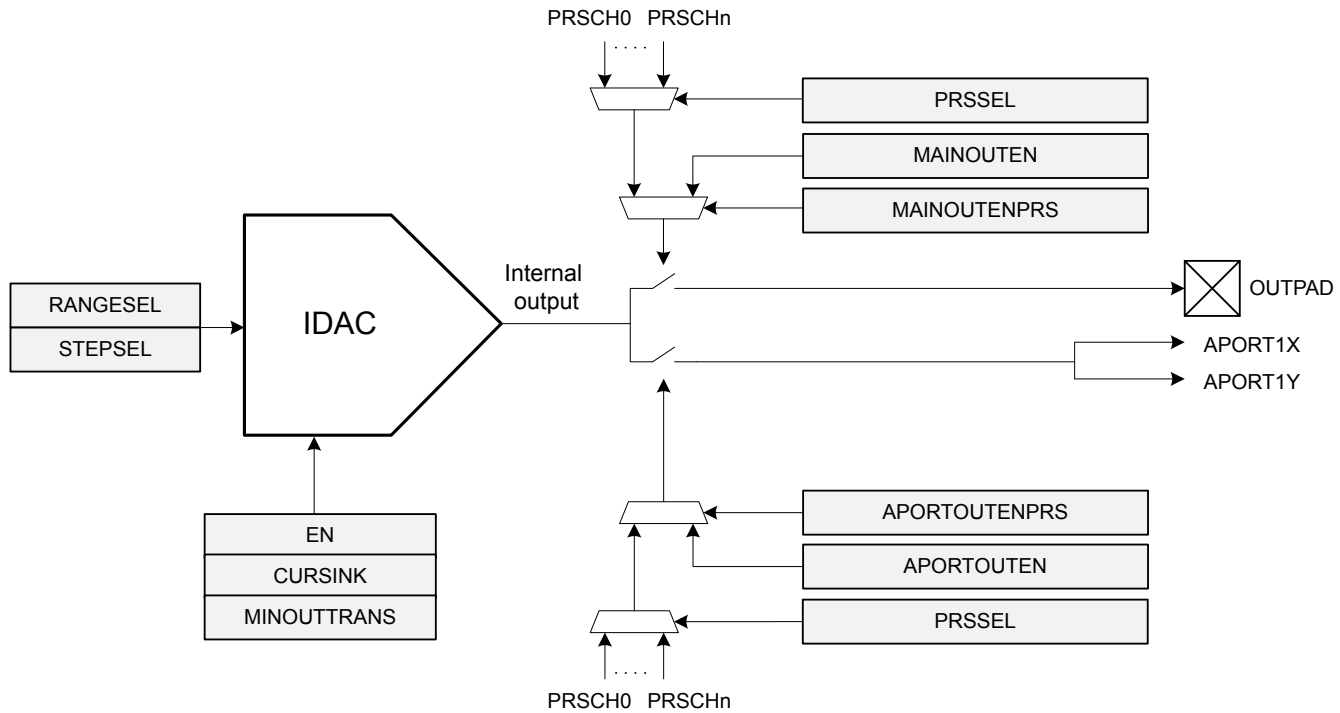 PRSCH0 PRSCHn
. . . .
PRSSEL
MAINOUTEN
MAINOUTENPRS
Internal
output
OUTPAD
RANGESEL
IDAC
STEPSEL
APORT1X
APORT1Y
APORTOUTENPRS
EN
APORTOUTEN
CURSINK
MINOUTTRANS
PRSSEL
. . . .
PRSCH0 PRSCHn